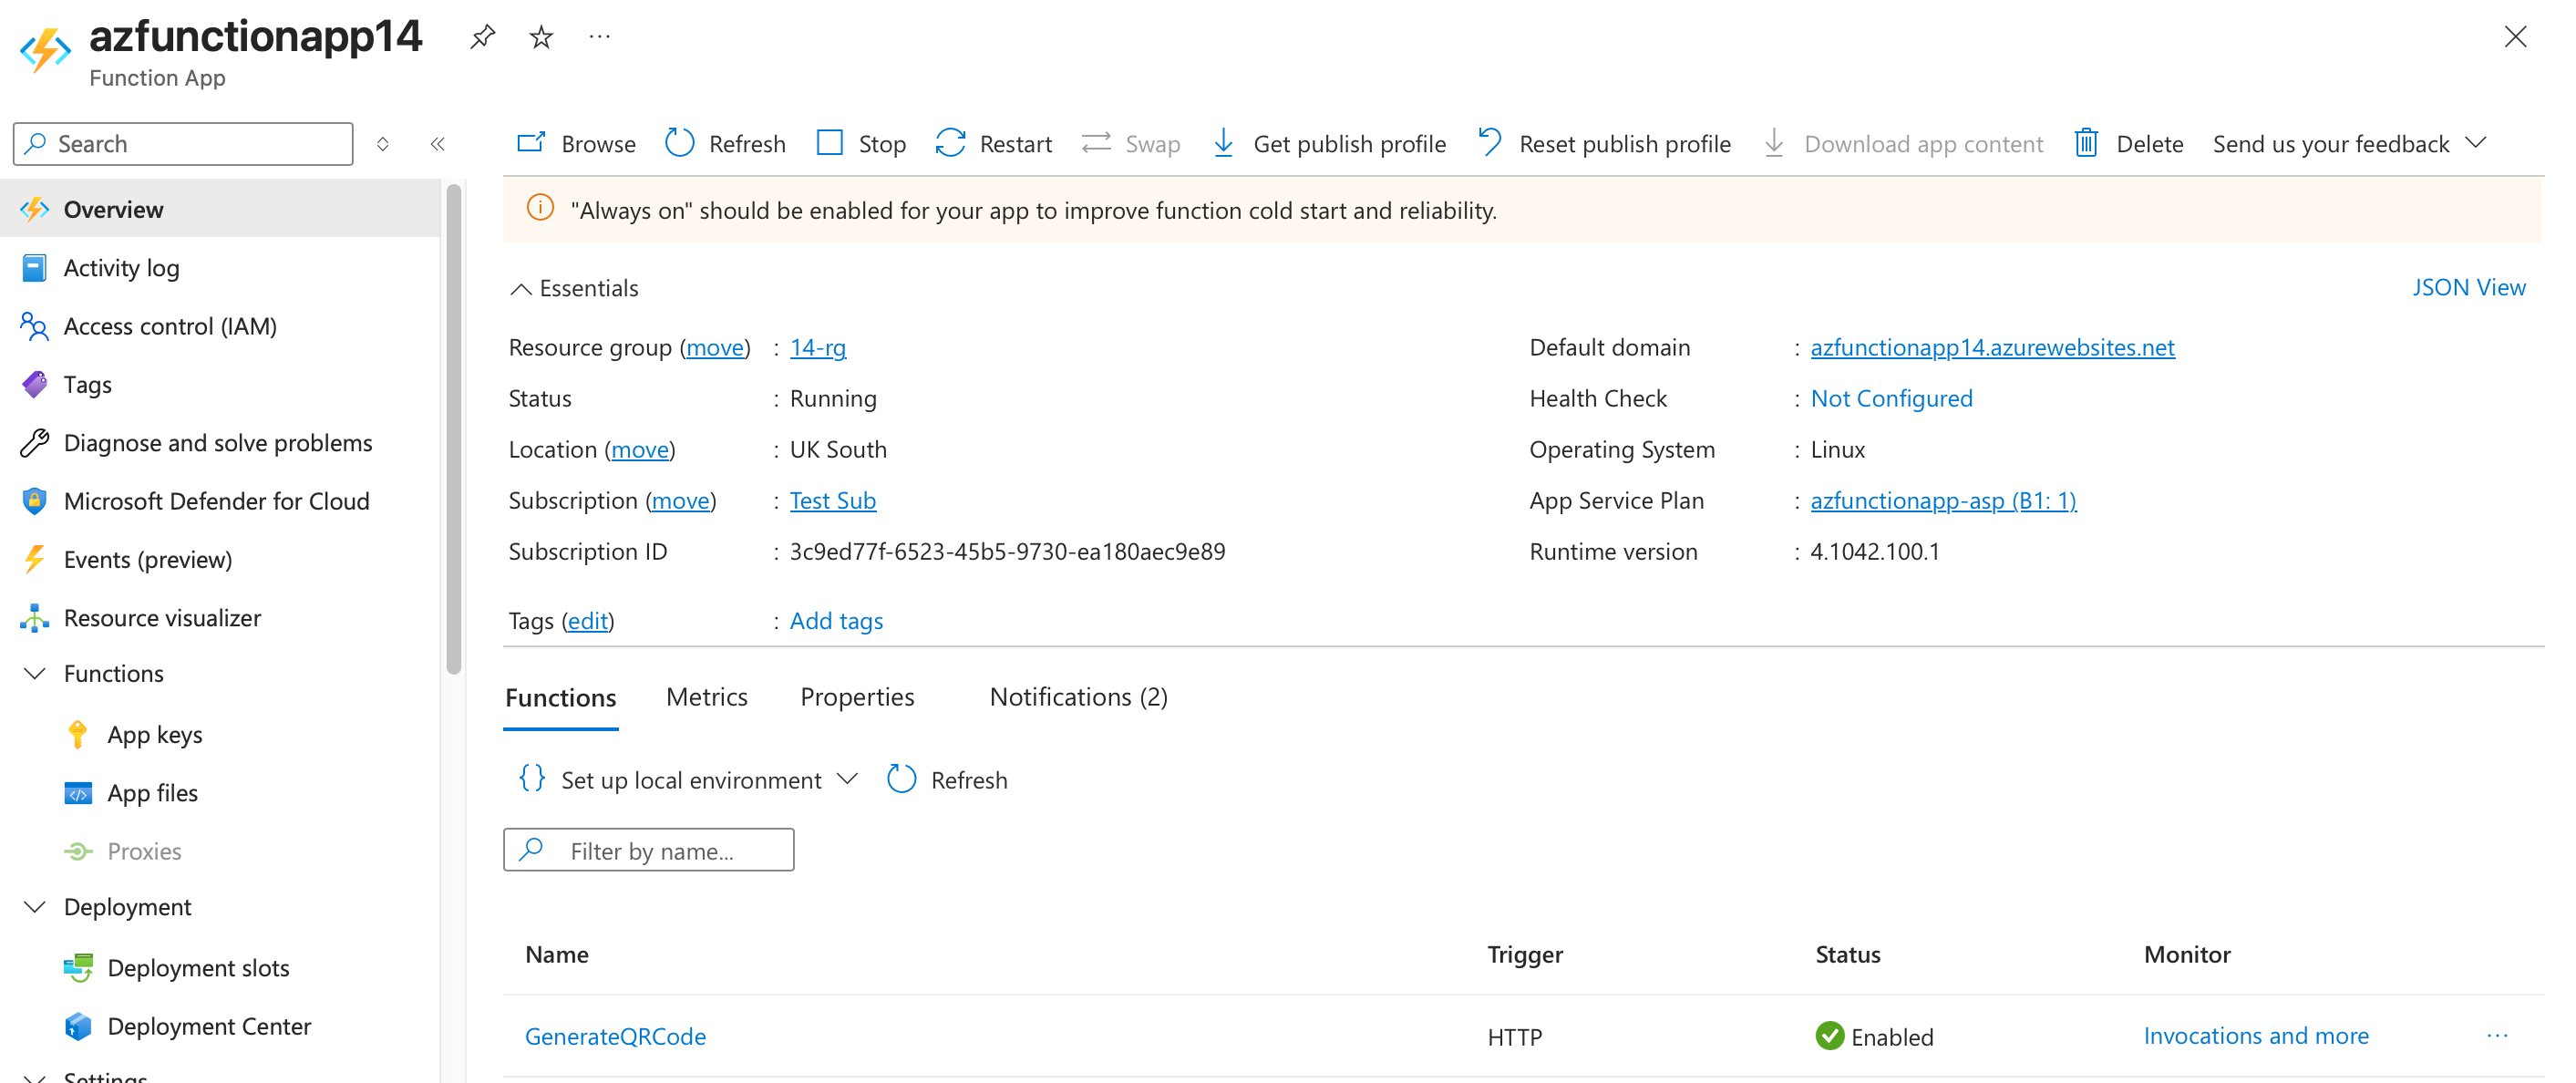 azfunctionapp14
Function App
Search
Browse Refresh Stop Restart Swap Get publish profile Reset publish profile Download app content Delete Send us your feedback
Overview
Activity log
Access control (IAM)
Tags
Diagnose and solve problems
Microsoft Defender for Cloud
Events (preview)
Resource visualizer
Functions
App keys
App files
Proxies
Deployment
Deployment slots
Deployment Center
Settings
"Always on" should be enabled for your app to improve function cold start and reliability.
Essentials
JSON View
Resource group (move) : 14-rg
Status : Running
Location (move) : UK South
Subscription (move) : Test Sub
Subscription ID : 3c9ed77f-6523-45b5-9730-ea180aec9e89
Tags (edit) : Add tags
Default domain : azfunctionapp14.azurewebsites.net
Health Check : Not Configured
Operating System : Linux
App Service Plan : azfunctionapp-asp (B1: 1)
Runtime version : 4.1042.100.1
Functions Metrics Properties Notifications (2)
Set up local environment Refresh
Filter by name...
Name Trigger Status Monitor
GenerateQRCode HTTP Enabled Invocations and more